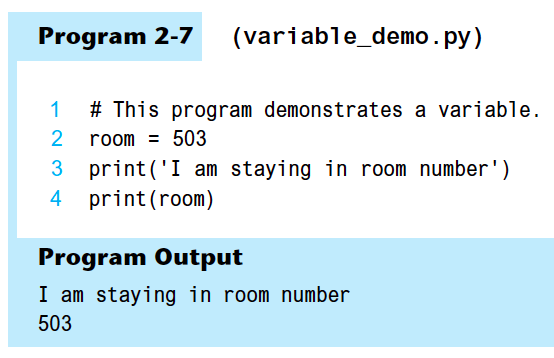 Program 2-7 (variable_demo.py)
1 # This program demonstrates a variable.
2 room = 503
3 print('I am staying in room number')
4 print(room)
Program Output
I am staying in room number
503